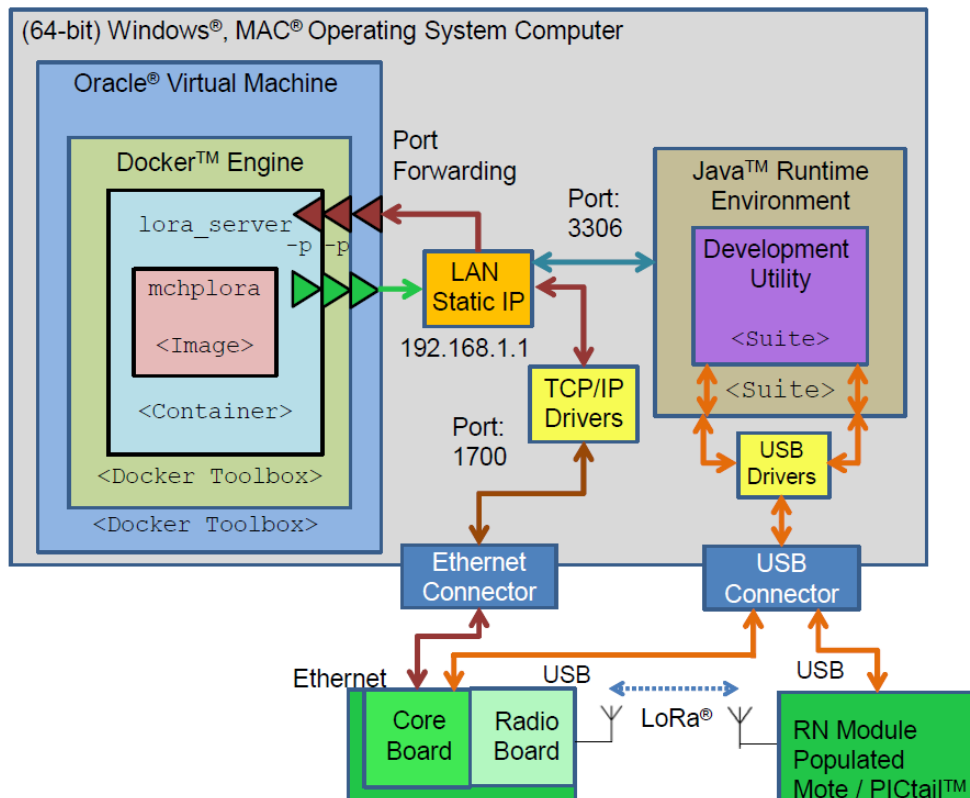 (64-bit) Windows®, MAC® Operating System Computer
Oracle® Virtual Machine
Docker™ Engine
lora_server
-p -p
mchplora
<Image>
<Container>
<Docker Toolbox>
<Docker Toolbox>
Port
Forwarding
LAN
Static IP
192.168.1.1
Port:
3306
Java™ Runtime
Environment
Development
Utility
<Suite>
<Suite>
TCP/IP
Drivers
Port:
1700
USB
Drivers
Ethernet
Connector
USB
Connector
Ethernet
USB
USB
Core
Board
Radio
Board
LoRa®
RN Module
Populated
Mote / PICtail™